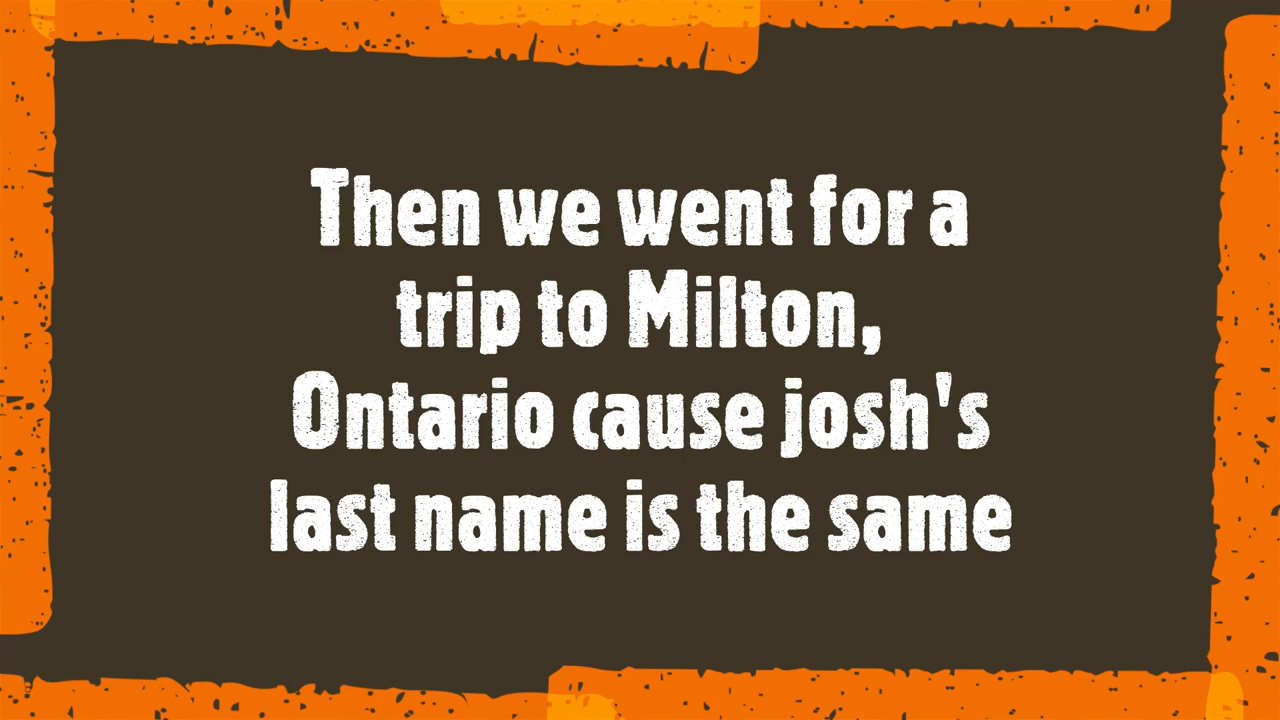 Then we went for a
trip to Milton,
Ontario cause josh's
last name is the same